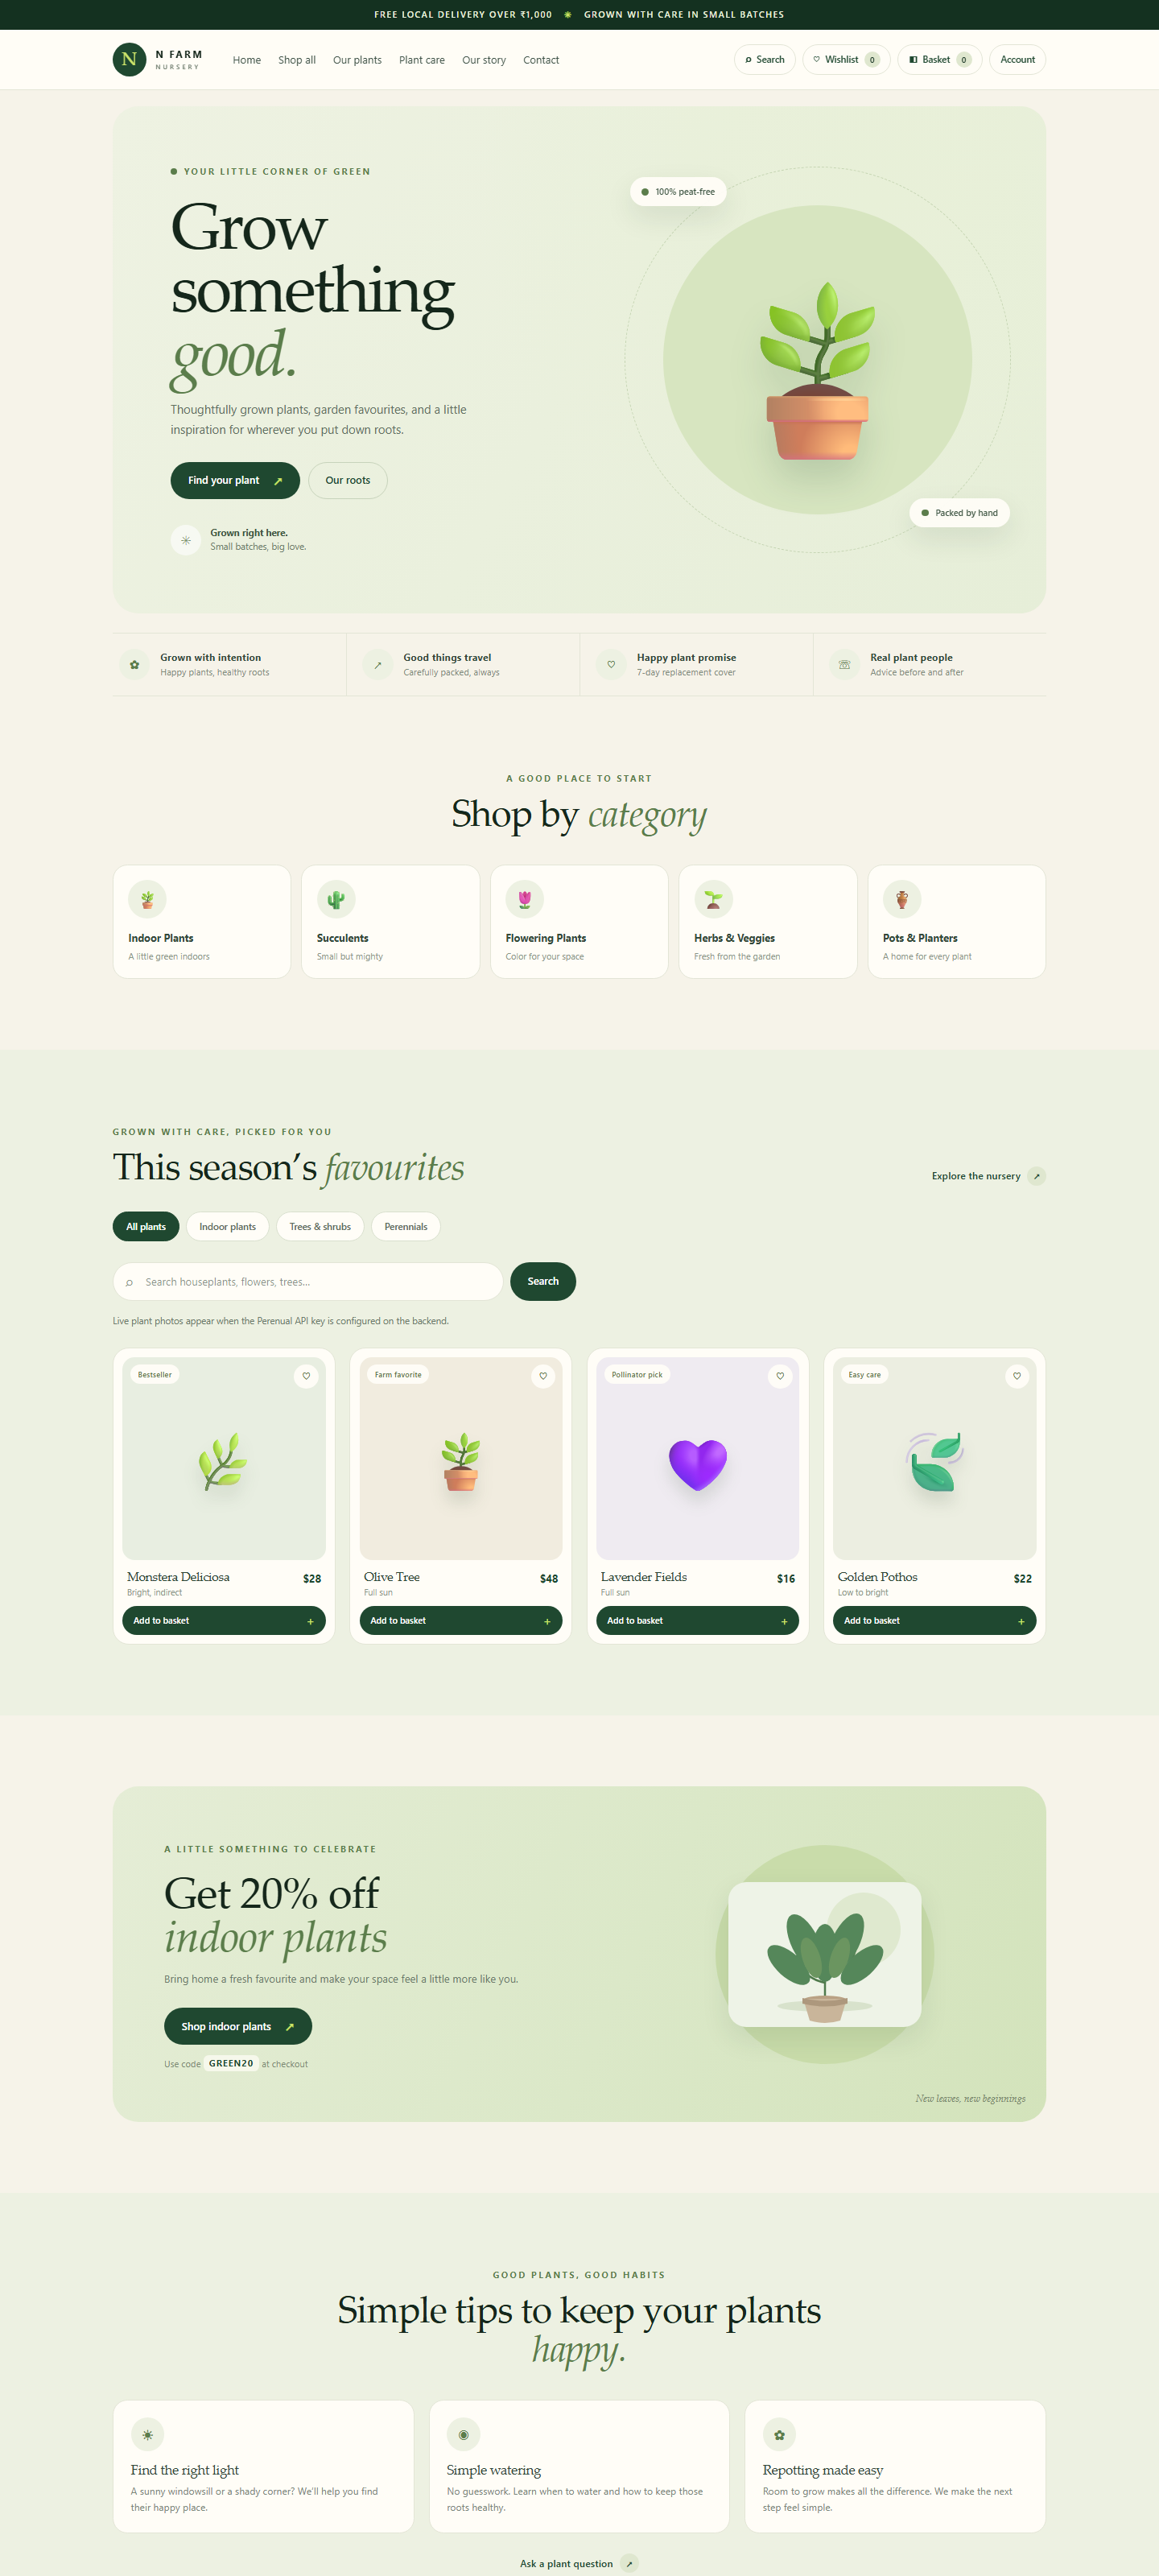 FREE LOCAL DELIVERY OVER ₹1,000 GROWN WITH CARE IN SMALL BATCHES
N
N FARM
NURSERY
Home Shop all Our plants Plant care Our story Contact
Search Wishlist 0 Basket 0 Account
YOUR LITTLE CORNER OF GREEN
Grow
something
good.
Thoughtfully grown plants, garden favourites, and a little
inspiration for wherever you put down roots.
Find your plant ↗ Our roots
Grown right here.
Small batches, big love.
100% peat-free
Packed by hand
Grown with intention
Happy plants, healthy roots
Good things travel
Carefully packed, always
Happy plant promise
7-day replacement cover
Real plant people
Advice before and after
A GOOD PLACE TO START
Shop by category
Indoor Plants
A little green indoors
Succulents
Small but mighty
Flowering Plants
Color for your space
Herbs & Veggies
Fresh from the garden
Pots & Planters
A home for every plant
GROWN WITH CARE, PICKED FOR YOU
This season’s favourites
Explore the nursery ↗
All plants Indoor plants Trees & shrubs Perennials
Search houseplants, flowers, trees...
Search
Live plant photos appear when the Perenual API key is configured on the backend.
Bestseller
Monstera Deliciosa $28
Bright, indirect
Add to basket +
Farm favorite
Olive Tree $48
Full sun
Add to basket +
Pollinator pick
Lavender Fields $16
Full sun
Add to basket +
Easy care
Golden Pothos $22
Low to bright
Add to basket +
A LITTLE SOMETHING TO CELEBRATE
Get 20% off
indoor plants
Bring home a fresh favourite and make your space feel a little more like you.
Shop indoor plants ↗
Use code GREEN20 at checkout
New leaves, new beginnings
GOOD PLANTS, GOOD HABITS
Simple tips to keep your plants
happy.
Find the right light
A sunny windowsill or a shady corner? We'll help you find
their happy place.
Simple watering
No guesswork. Learn when to water and how to keep those
roots healthy.
Repotting made easy
Room to grow makes all the difference. We make the next
step feel simple.
Ask a plant question ↗